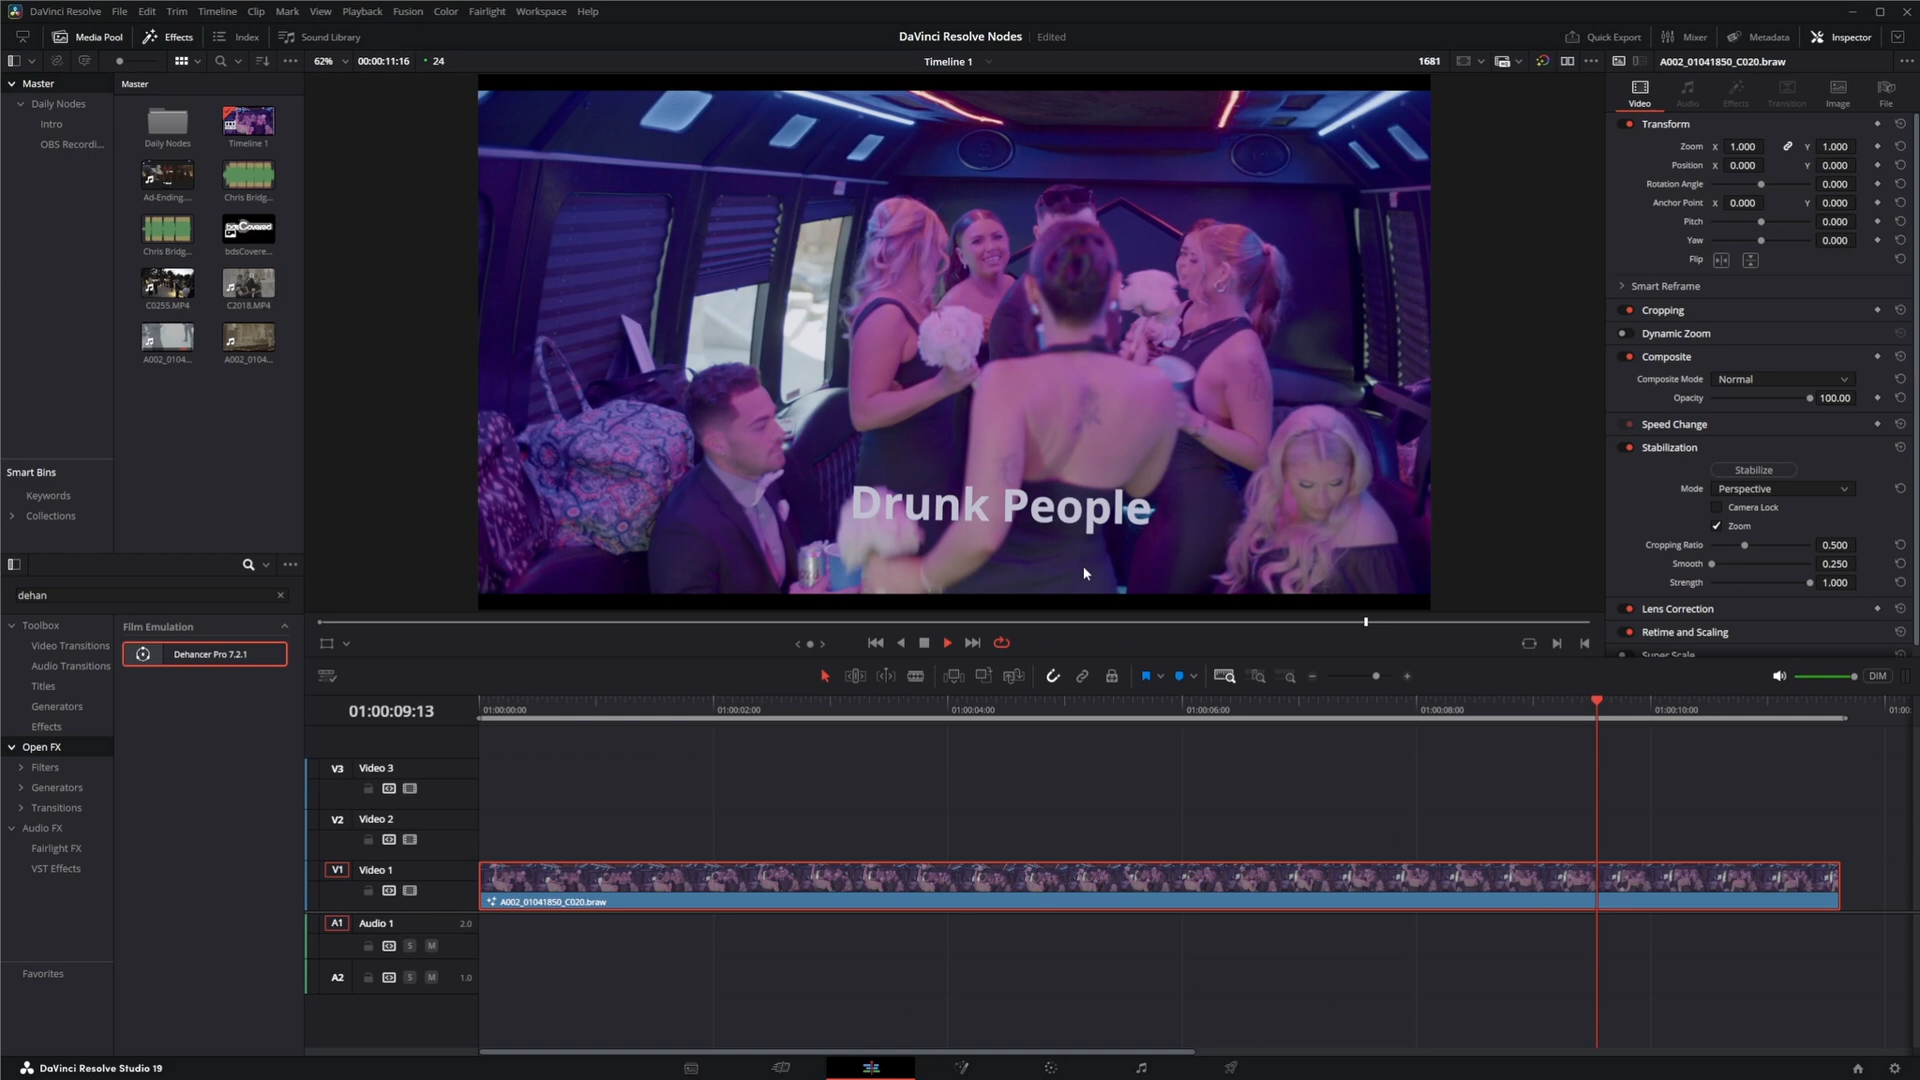 DaVinci Resolve File Edit Trim Timeline Clip Mark View Playback Fusion Color Fairlight Workspace Help
Media Pool Effects Index Sound Library DaVinci Resolve Nodes Edited Quick Export Mixer Metadata Inspector
62% 00:00:11:16 24 Timeline 1 1681 A002_01041850_C020.braw
Master
Daily Nodes
Intro
OBS Recordi...
Master
Daily Nodes Timeline 1
Ad-Ending.... Chris Bridg...
Chris Bridg... bdsCovere...
C0255.MP4 C2018.MP4
A002_0104... A002_0104...
Smart Bins
Keywords
Collections
dehan
Toolbox
Video Transitions
Audio Transitions
Titles
Generators
Effects
Open FX
Filters
Generators
Transitions
Audio FX
Fairlight FX
VST Effects
Favorites
Film Emulation
Dehancer Pro 7.2.1
Drunk People
Video Audio Effects Transition Image File
Transform
Zoom X 1.000 Y 1.000
Position X 0.000 Y 0.000
Rotation Angle 0.000
Anchor Point X 0.000 Y 0.000
Pitch 0.000
Yaw 0.000
Flip
Smart Reframe
Cropping
Dynamic Zoom
Composite
Composite Mode Normal
Opacity 100.00
Speed Change
Stabilization
Stabilize
Mode Perspective
Camera Lock
Zoom
Cropping Ratio 0.500
Smooth 0.250
Strength 1.000
Lens Correction
Retime and Scaling
Super Scale
DIM
01:00:09:13
01:00:00:00 01:00:02:00 01:00:04:00 01:00:06:00 01:00:08:00 01:00:10:00 01:00:
V3 Video 3
V2 Video 2
V1 Video 1
A002_01041850_C020.braw
A1 Audio 1 2.0
S M
A2 S M 1.0
DaVinci Resolve Studio 19